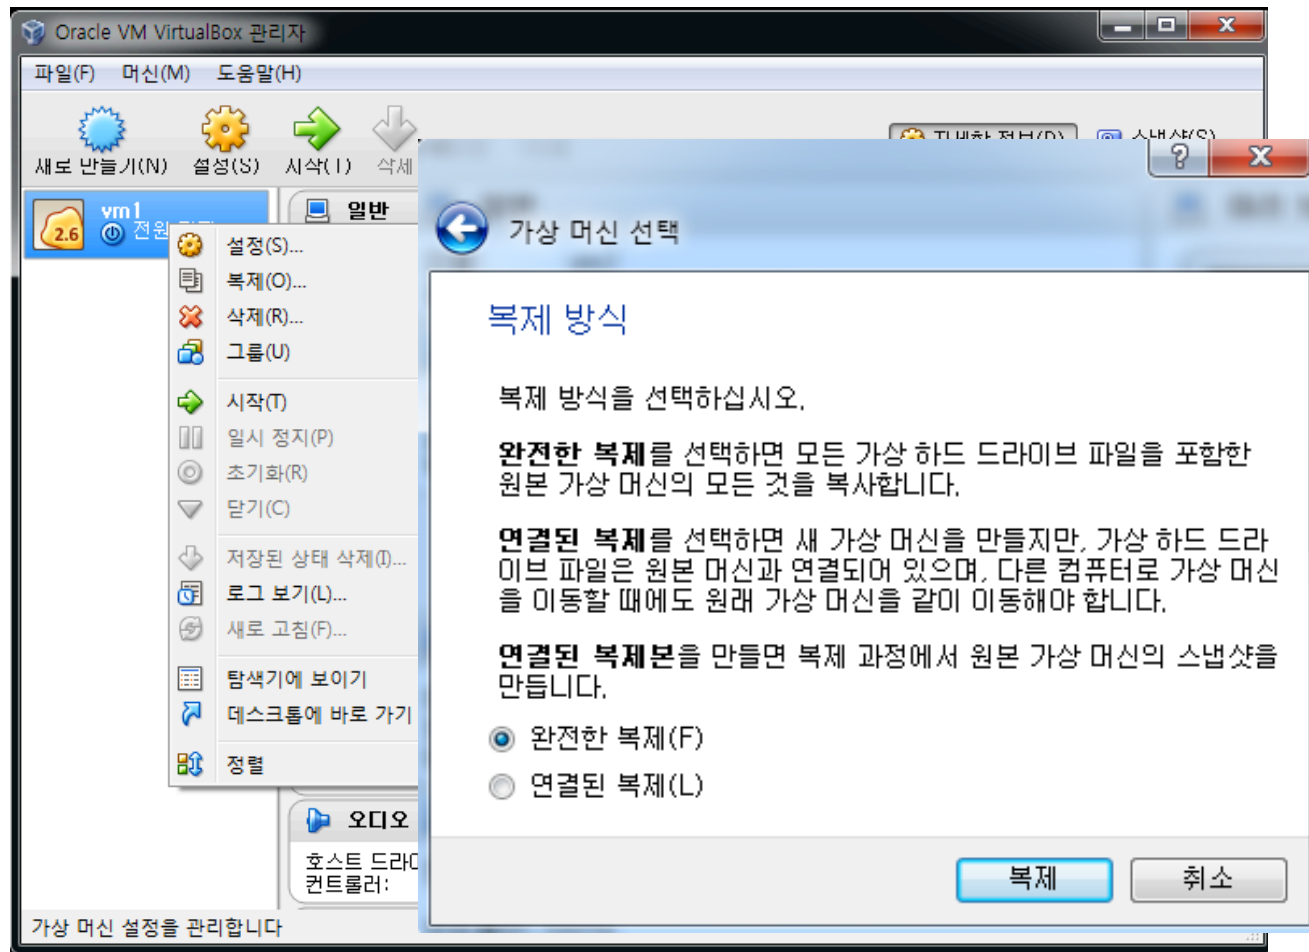 Oracle VM VirtualBox 관리자
파일(F) 머신(M) 도움말(H)
새로 만들기(N) 설정(S) 시작(T) 삭제
자세한 정보(D) 스냅샷(S)
vm1
2.6
전원
일반
설정(S)...
복제(O)...
삭제(R)...
그룹(U)
시작(T)
일시 정지(P)
초기화(R)
닫기(C)
저장된 상태 삭제(I)...
로그 보기(L)...
새로 고침(F)...
탐색기에 보이기
데스크톱에 바로 가기
정렬
오디오
호스트 드라이
컨트롤러:
가상 머신 설정을 관리합니다
?
가상 머신 선택
복제 방식
복제 방식을 선택하십시오.
완전한 복제를 선택하면 모든 가상 하드 드라이브 파일을 포함한
원본 가상 머신의 모든 것을 복사합니다.
연결된 복제를 선택하면 새 가상 머신을 만들지만, 가상 하드 드라
이브 파일은 원본 머신과 연결되어 있으며, 다른 컴퓨터로 가상 머신
을 이동할 때에도 원래 가상 머신을 같이 이동해야 합니다.
연결된 복제본을 만들면 복제 과정에서 원본 가상 머신의 스냅샷을
만듭니다.
완전한 복제(F)
연결된 복제(L)
복제 취소